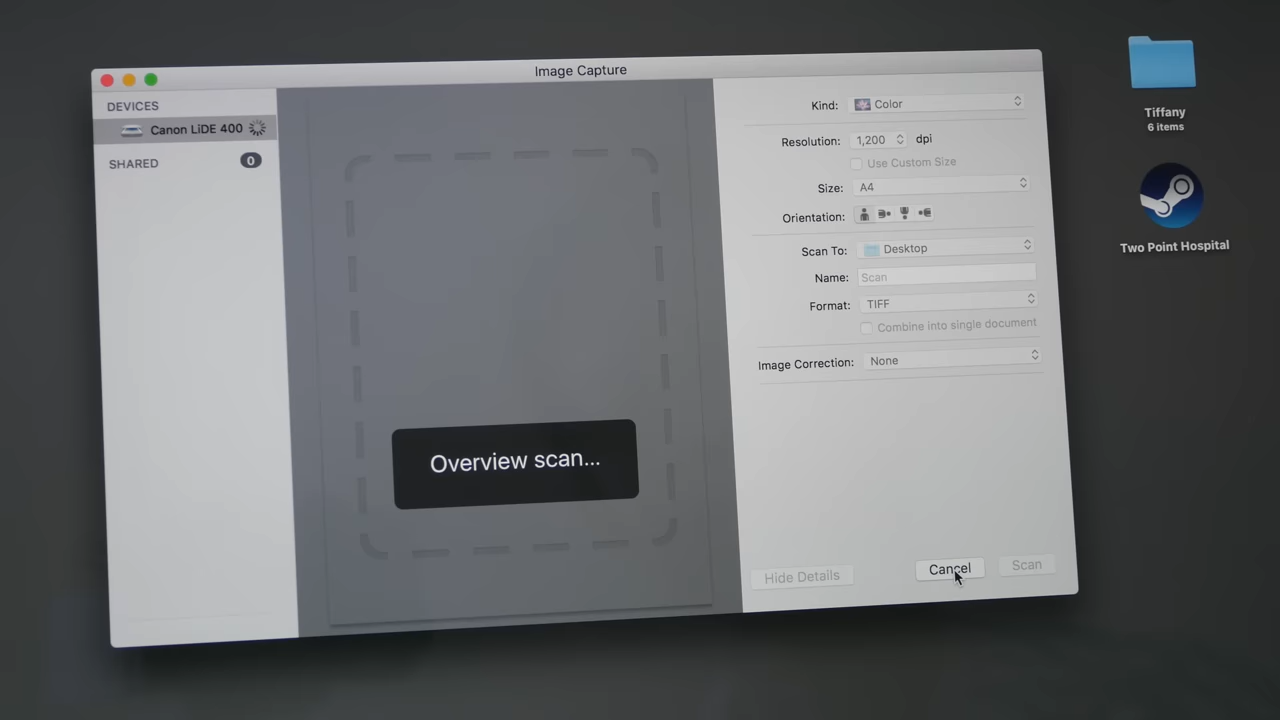 Image Capture
DEVICES
Canon LiDE 400
SHARED
0
Overview scan...
Kind: Color
Resolution: 1,200 dpi
Use Custom Size
Size: A4
Orientation:
Scan To: Desktop
Name: Scan
Format: TIFF
Combine into single document
Image Correction: None
Hide Details
Cancel
Scan
Tiffany
6 items
Two Point Hospital